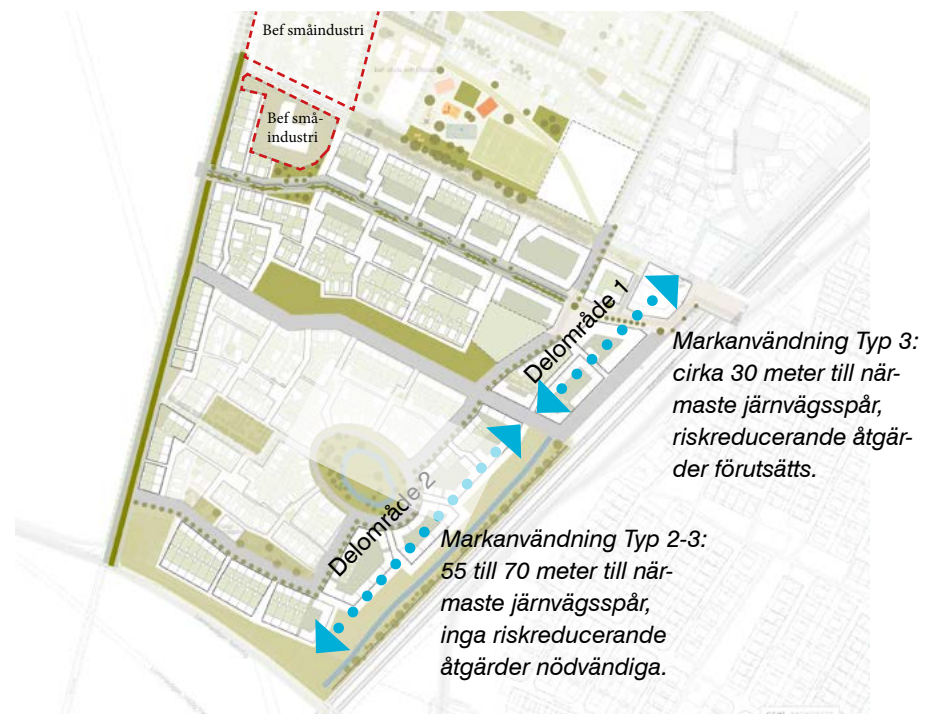 Bef småindustri
Bef små-
industri
Delområde 1
Markanvändning Typ 3:
cirka 30 meter till när-
maste järnvägsspår,
riskreducerande åtgär-
der förutsätts.
Delområde 2
Markanvändning Typ 2-3:
55 till 70 meter till när-
maste järnvägsspår,
inga riskreducerande
åtgärder nödvändiga.